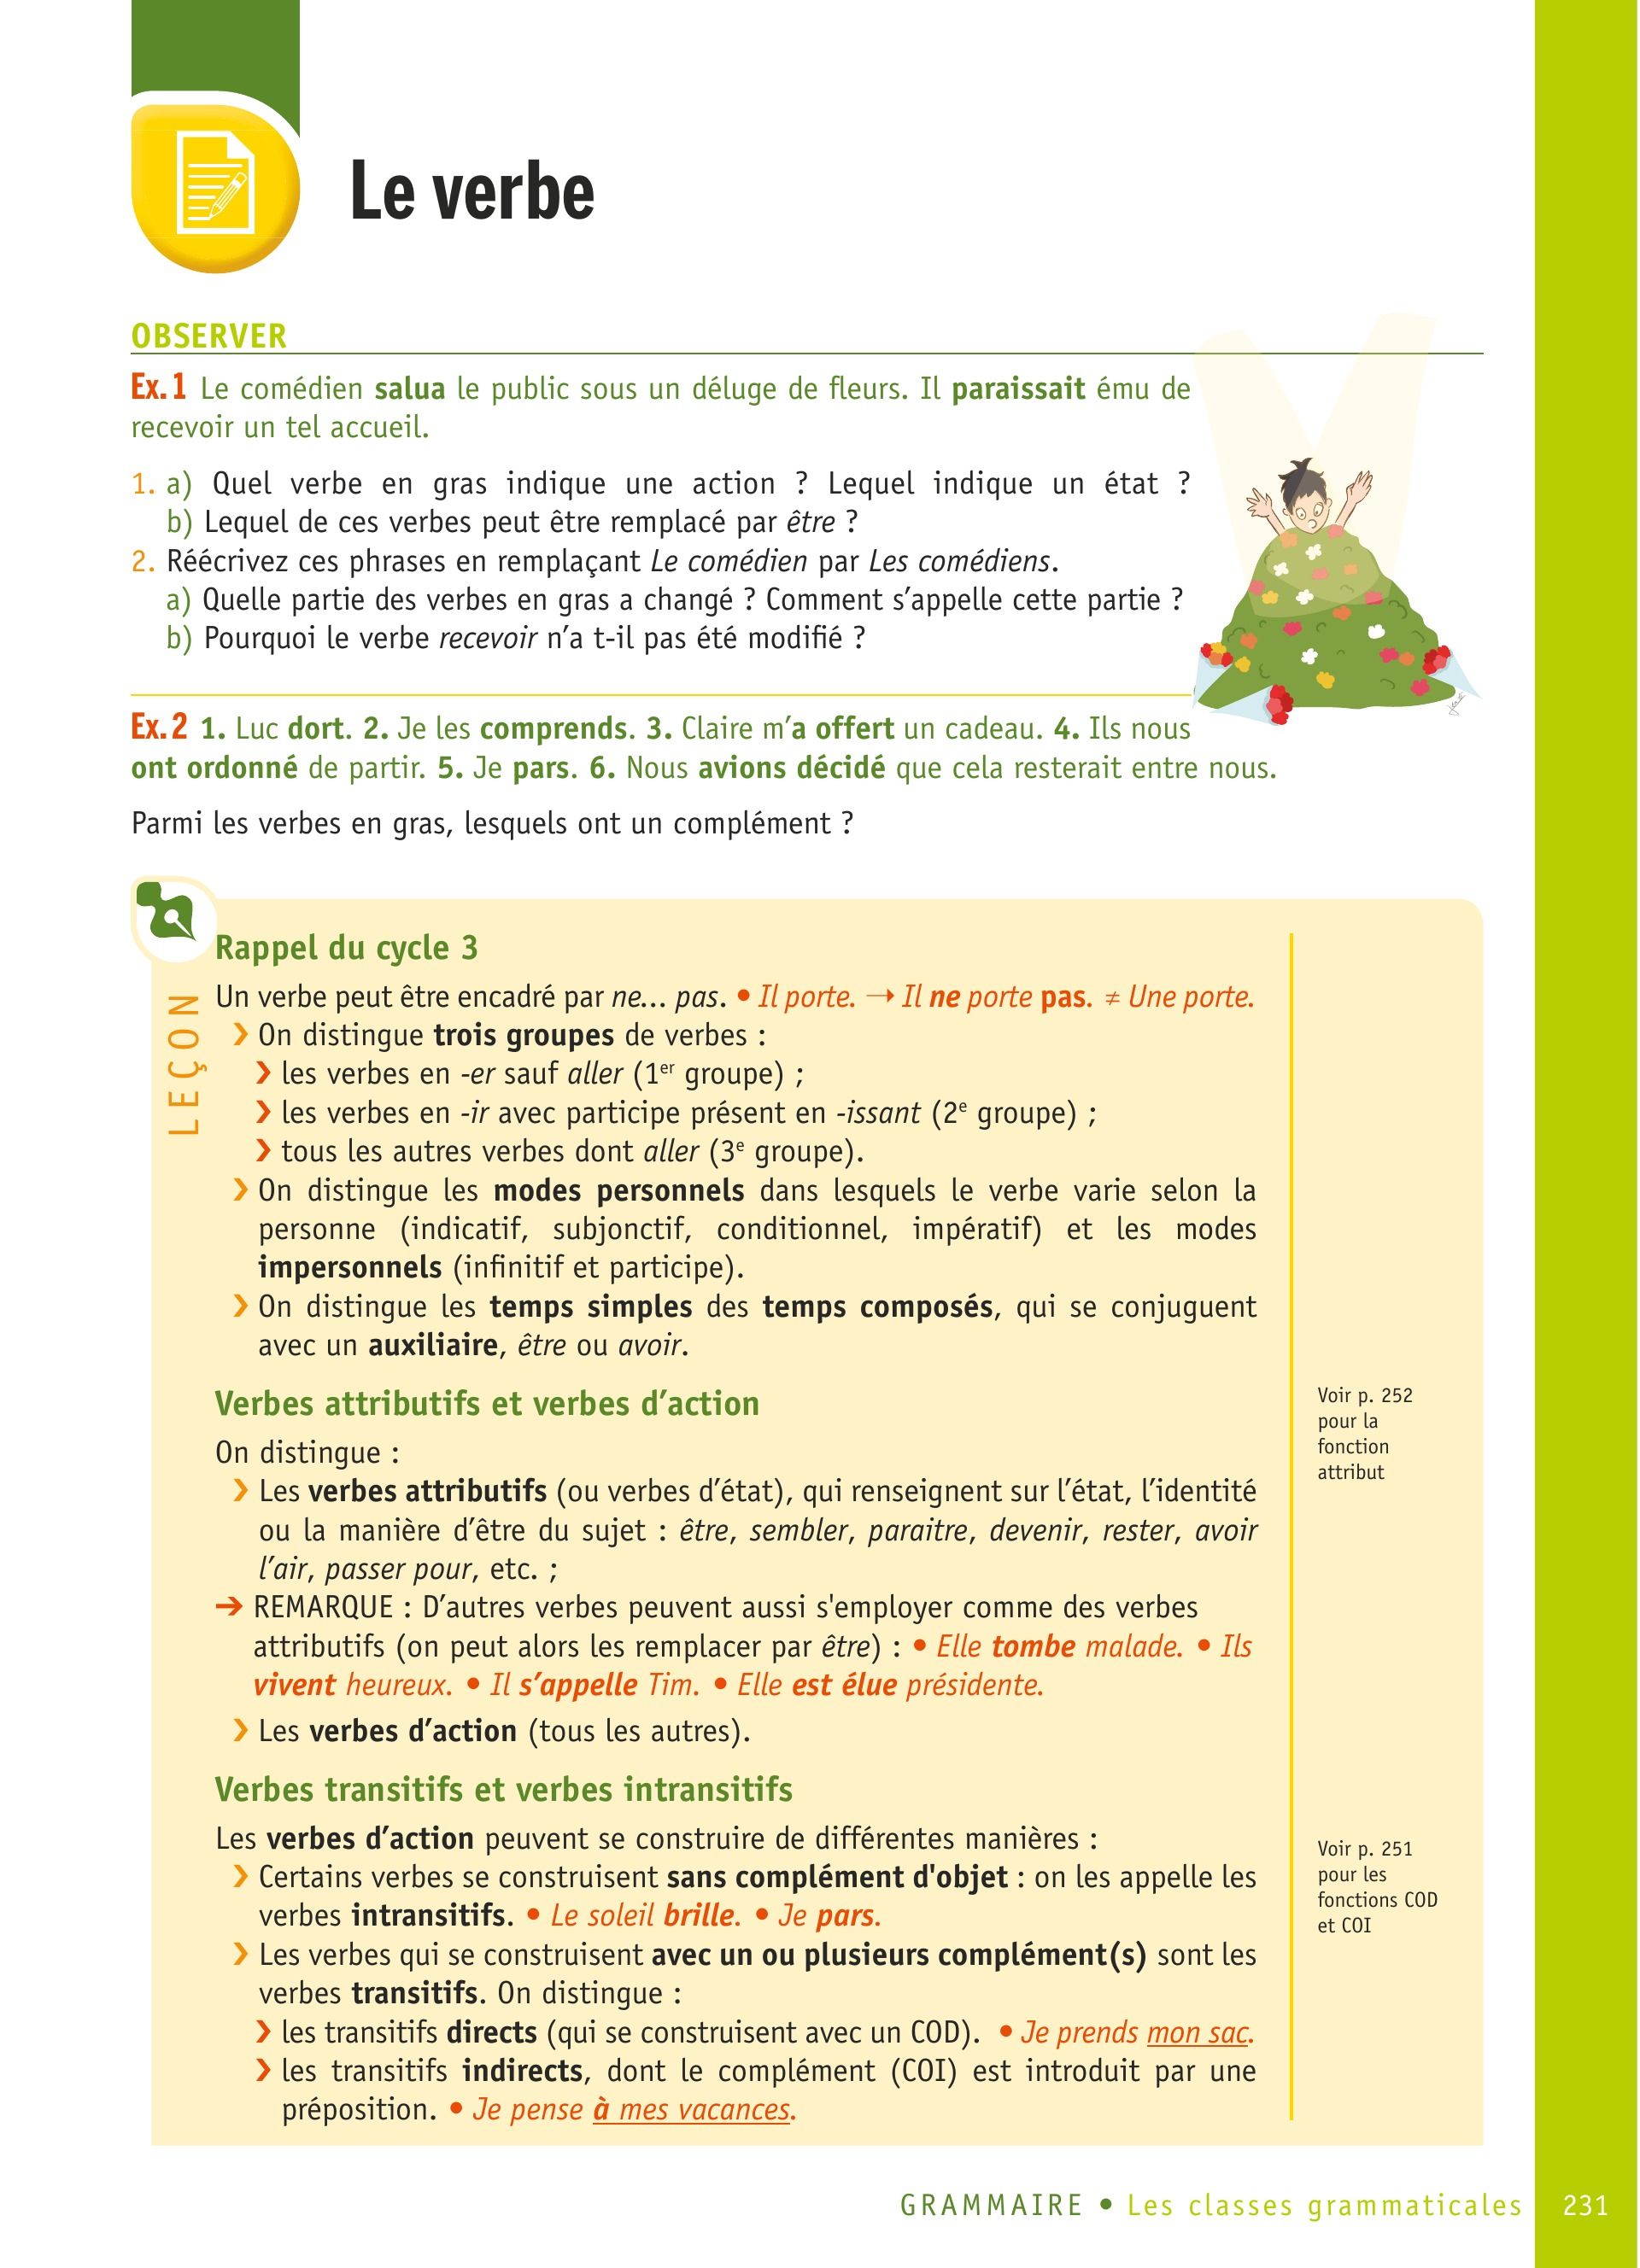 Le verbe
OBSERVER
Ex.1 Le comédien salua le public sous un déluge de fleurs. Il paraissait ému de
recevoir un tel accueil.
1. a) Quel verbe en gras indique une action ? Lequel indique un état ?
b) Lequel de ces verbes peut être remplacé par être ?
2. Réécrivez ces phrases en remplaçant Le comédien par Les comédiens.
a) Quelle partie des verbes en gras a changé ? Comment s’appelle cette partie ?
b) Pourquoi le verbe recevoir n’a t-il pas été modifié ?
Ex.2 1. Luc dort. 2. Je les comprends. 3. Claire m’a offert un cadeau. 4. Ils nous
ont ordonné de partir. 5. Je pars. 6. Nous avions décidé que cela resterait entre nous.
Parmi les verbes en gras, lesquels ont un complément ?
LEÇON
Rappel du cycle 3
Un verbe peut être encadré par ne... pas. • Il porte. → Il ne porte pas. ≠ Une porte.
❯ On distingue trois groupes de verbes :
❯ les verbes en -er sauf aller (1er groupe) ;
❯ les verbes en -ir avec participe présent en -issant (2e groupe) ;
❯ tous les autres verbes dont aller (3e groupe).
❯ On distingue les modes personnels dans lesquels le verbe varie selon la
personne (indicatif, subjonctif, conditionnel, impératif) et les modes
impersonnels (infinitif et participe).
❯ On distingue les temps simples des temps composés, qui se conjuguent
avec un auxiliaire, être ou avoir.
Verbes attributifs et verbes d’action
On distingue :
❯ Les verbes attributifs (ou verbes d’état), qui renseignent sur l’état, l’identité
ou la manière d’être du sujet : être, sembler, paraitre, devenir, rester, avoir
l’air, passer pour, etc. ;
➔ REMARQUE : D’autres verbes peuvent aussi s'employer comme des verbes
attributifs (on peut alors les remplacer par être) : • Elle tombe malade. • Ils
vivent heureux. • Il s’appelle Tim. • Elle est élue présidente.
❯ Les verbes d’action (tous les autres).
Voir p. 252
pour la
fonction
attribut
Verbes transitifs et verbes intransitifs
Les verbes d’action peuvent se construire de différentes manières :
❯ Certains verbes se construisent sans complément d'objet : on les appelle les
verbes intransitifs. • Le soleil brille. • Je pars.
❯ Les verbes qui se construisent avec un ou plusieurs complément(s) sont les
verbes transitifs. On distingue :
❯ les transitifs directs (qui se construisent avec un COD). • Je prends mon sac.
❯ les transitifs indirects, dont le complément (COI) est introduit par une
préposition. • Je pense à mes vacances.
Voir p. 251
pour les
fonctions COD
et COI
GRAMMAIRE • Les classes grammaticales 231